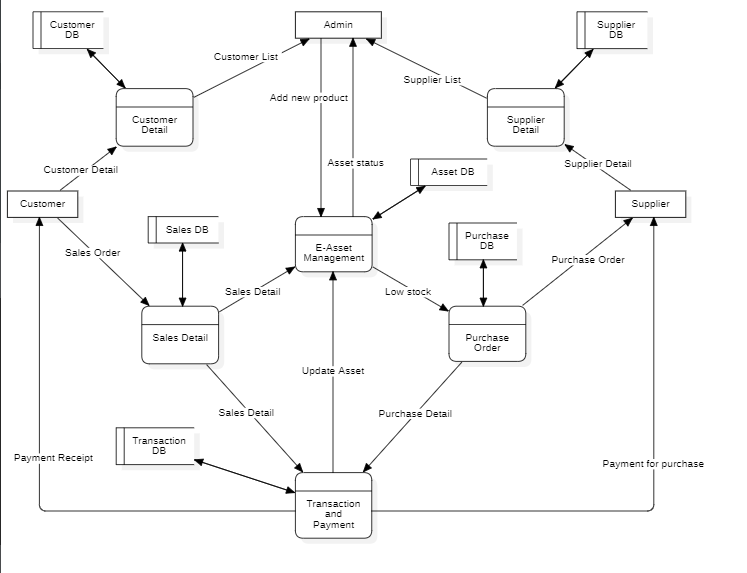 Customer
DB
Admin
Supplier
DB
Customer List
Supplier List
Add new product
Customer
Detail
Supplier
Detail
Asset status
Customer Detail
Asset DB
Supplier Detail
Customer
Supplier
Sales DB
Purchase
DB
Sales Order
E-Asset
Management
Purchase Order
Sales Detail
Low stock
Sales Detail
Purchase
Order
Update Asset
Sales Detail
Purchase Detail
Transaction
DB
Payment Receipt
Payment for purchase
Transaction
and
Payment